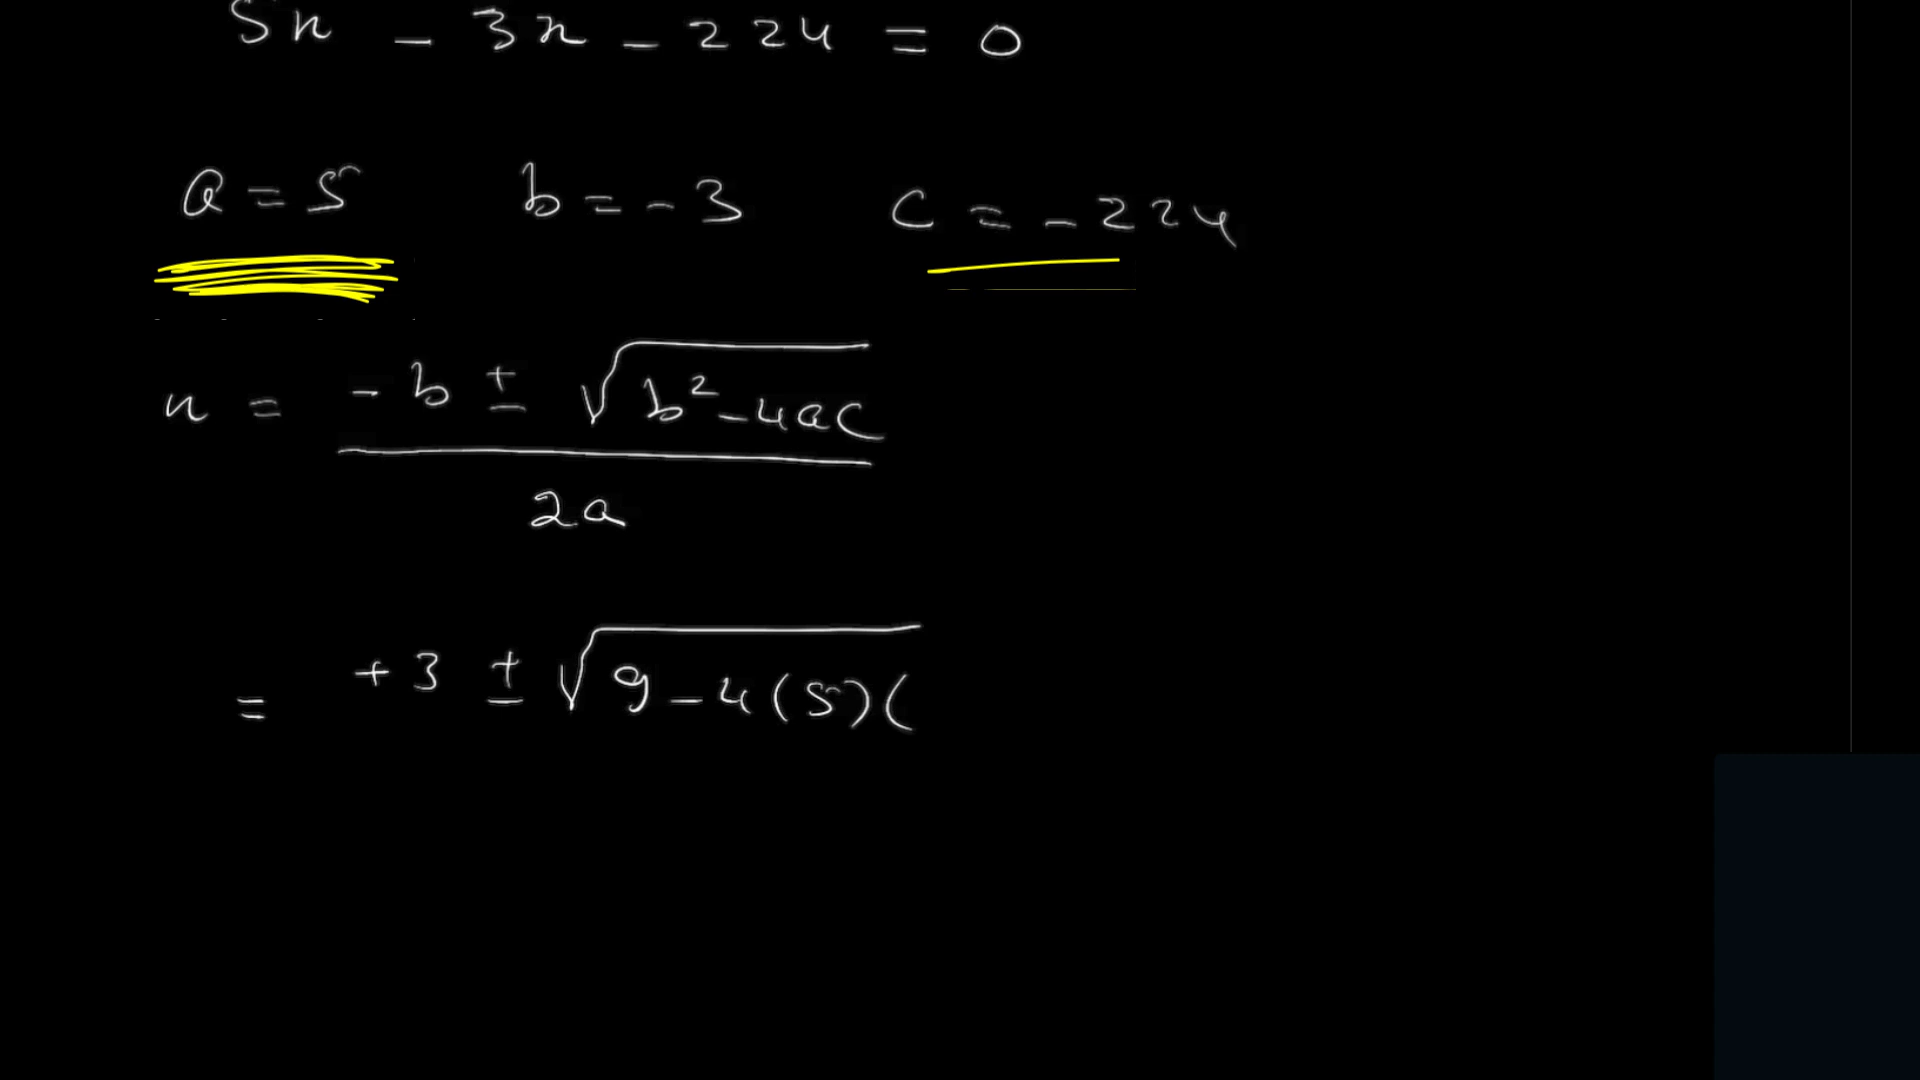 5n - 3n - 224 = 0
a = 5 b = -3 c = -224
n = -b ± √b² - 4ac
2a
= +3 ± √9 - 4(5)(